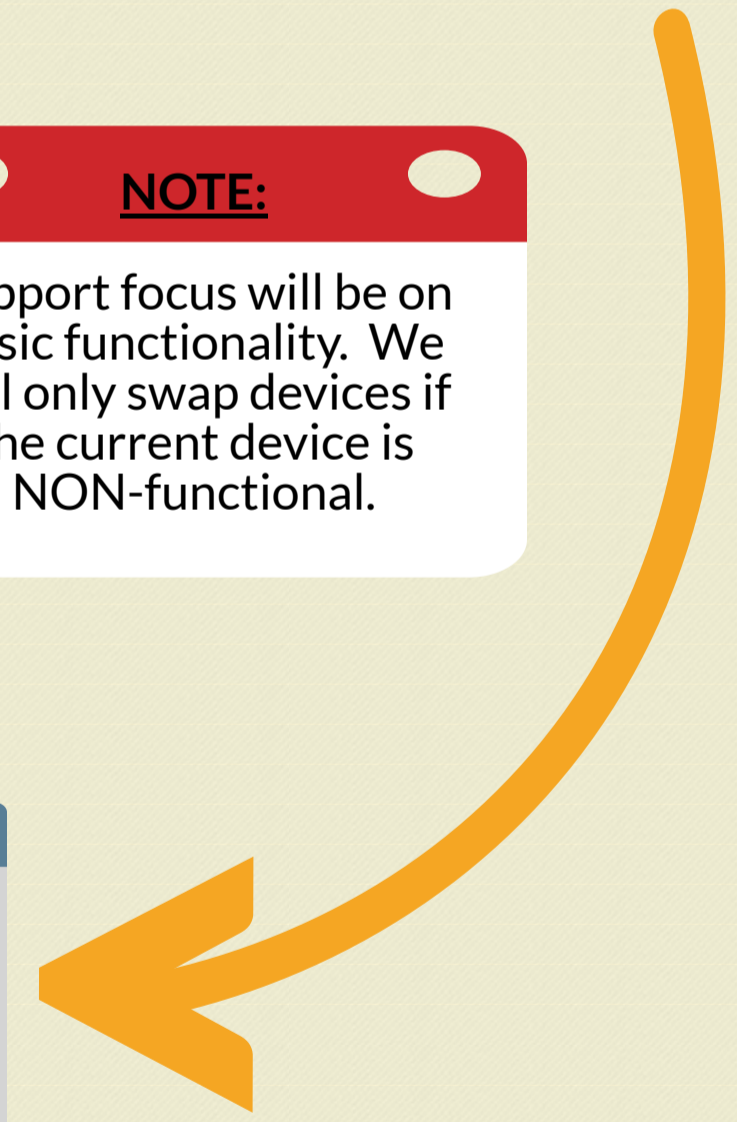 NOTE:
pport focus will be on
sic functionality. We
l only swap devices if
he current device is
NON-functional.